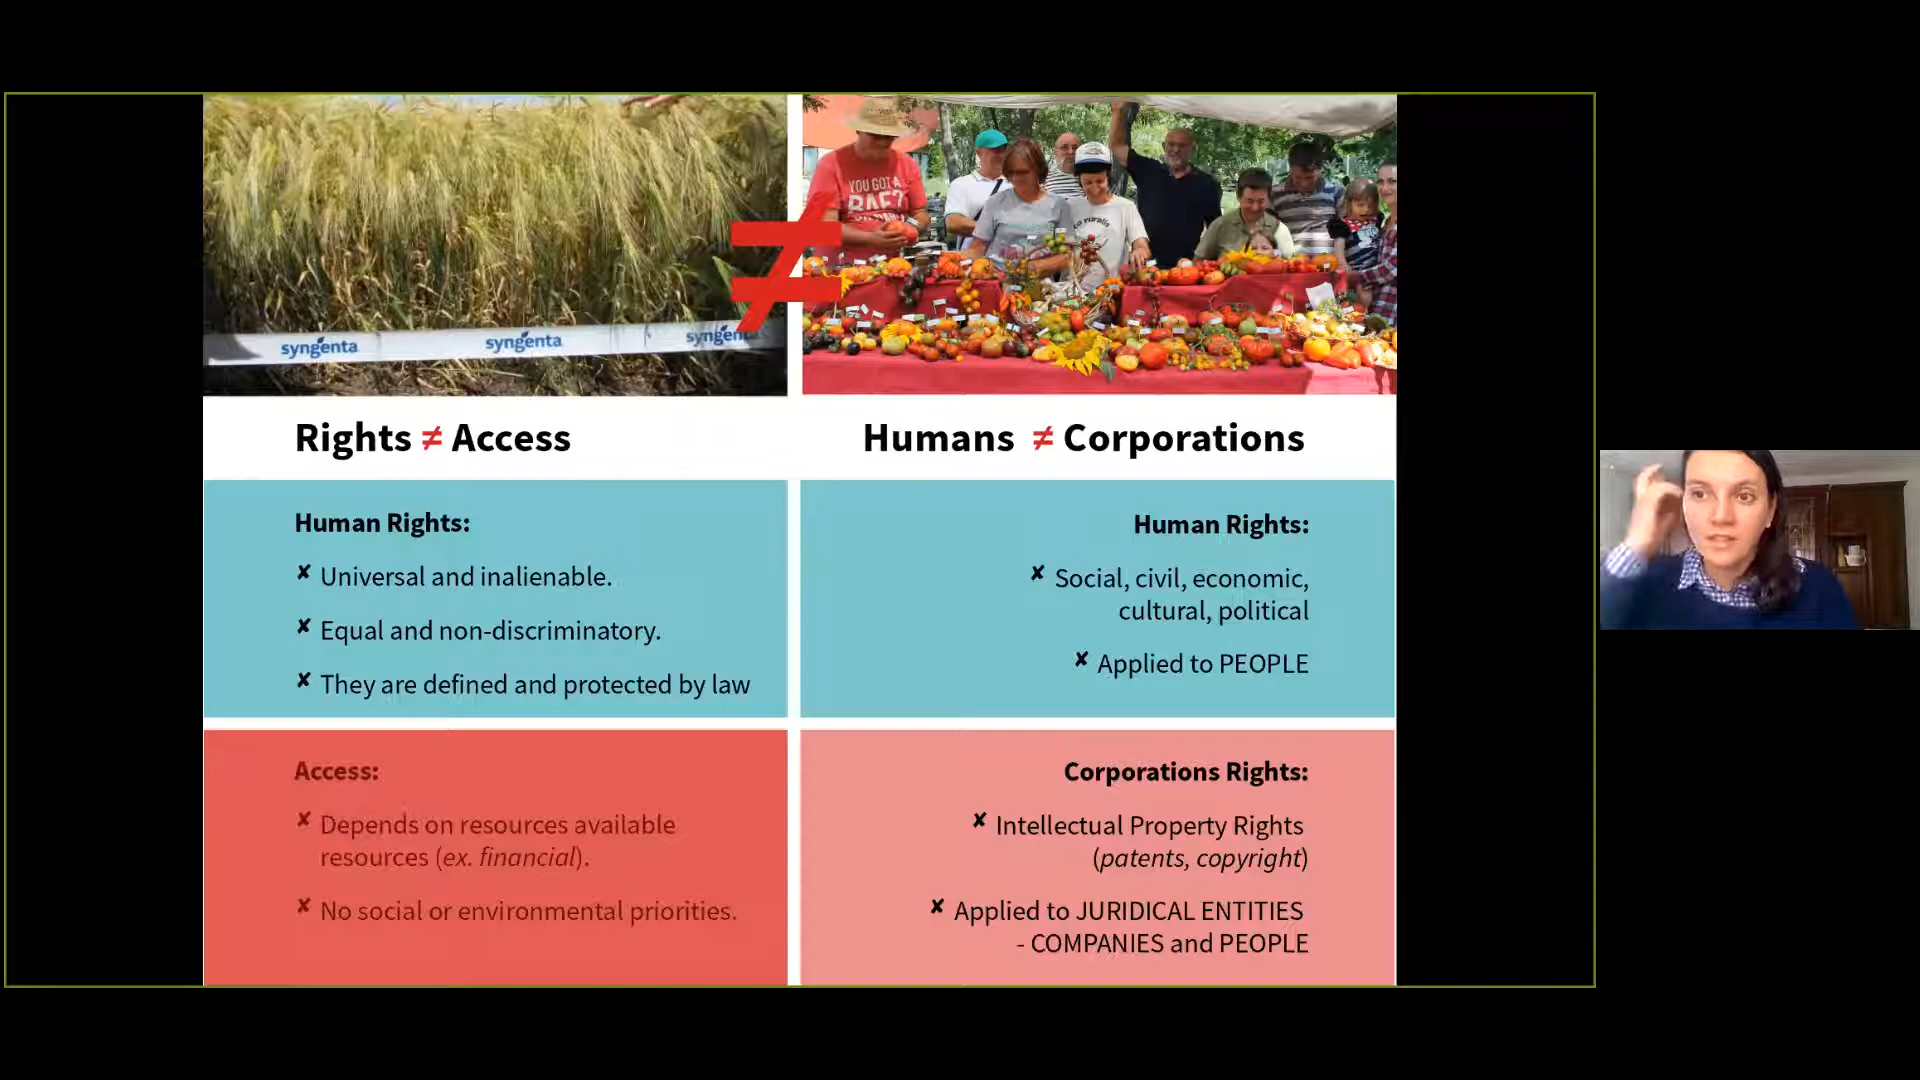 syngenta
syngenta
YOU GOT A
≠
Rights ≠ Access
Human Rights:
✘ Universal and inalienable.
✘ Equal and non-discriminatory.
✘ They are defined and protected by law
Access:
✘ Depends on resources available
resources (ex. financial).
✘ No social or environmental priorities.
Humans ≠ Corporations
Human Rights:
✘ Social, civil, economic,
cultural, political
✘ Applied to PEOPLE
Corporations Rights:
✘ Intellectual Property Rights
(patents, copyright)
✘ Applied to JURIDICAL ENTITIES
- COMPANIES and PEOPLE